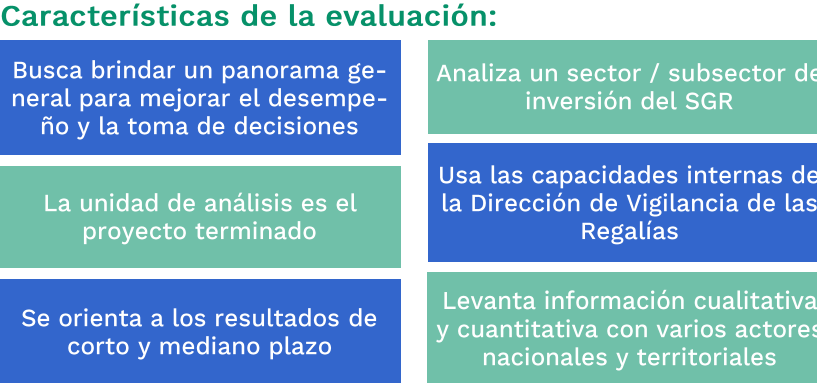 Características de la evaluación:
Busca brindar un panorama ge-
neral para mejorar el desempe-
ño y la toma de decisiones
La unidad de análisis es el
proyecto terminado
Se orienta a los resultados de
corto y mediano plazo
Analiza un sector / subsector de
inversión del SGR
Usa las capacidades internas de
la Dirección de Vigilancia de las
Regalías
Levanta información cualitativa
y cuantitativa con varios actores
nacionales y territoriales